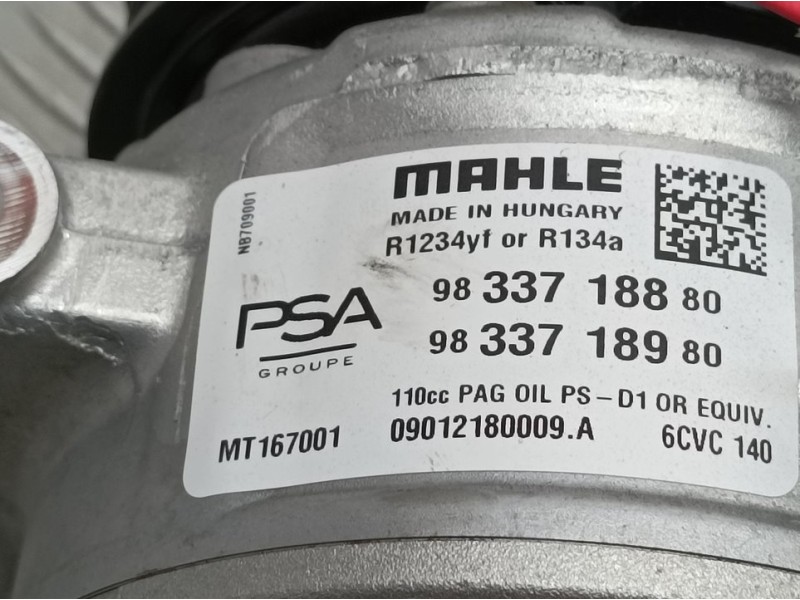 MAHLE
MADE IN HUNGARY
R1234yf or R134a
NB709001
98 337 188 80
98 337 189 80
PSA
GROUPE
110cc PAG OIL PS-D1 OR EQUIV.
MT167001 09012180009.A 6CVC 140